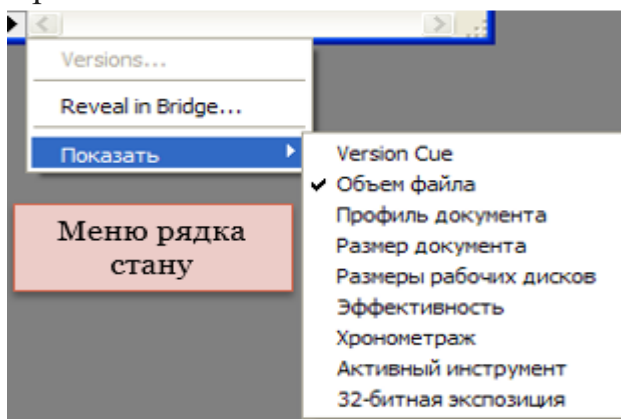 Versions...
Reveal in Bridge...
Показать
Version Cue
Объем файла
Профиль документа
Размер документа
Размеры рабочих дисков
Эффективность
Хронометраж
Активный инструмент
32-битная экспозиция
Меню рядка
стану